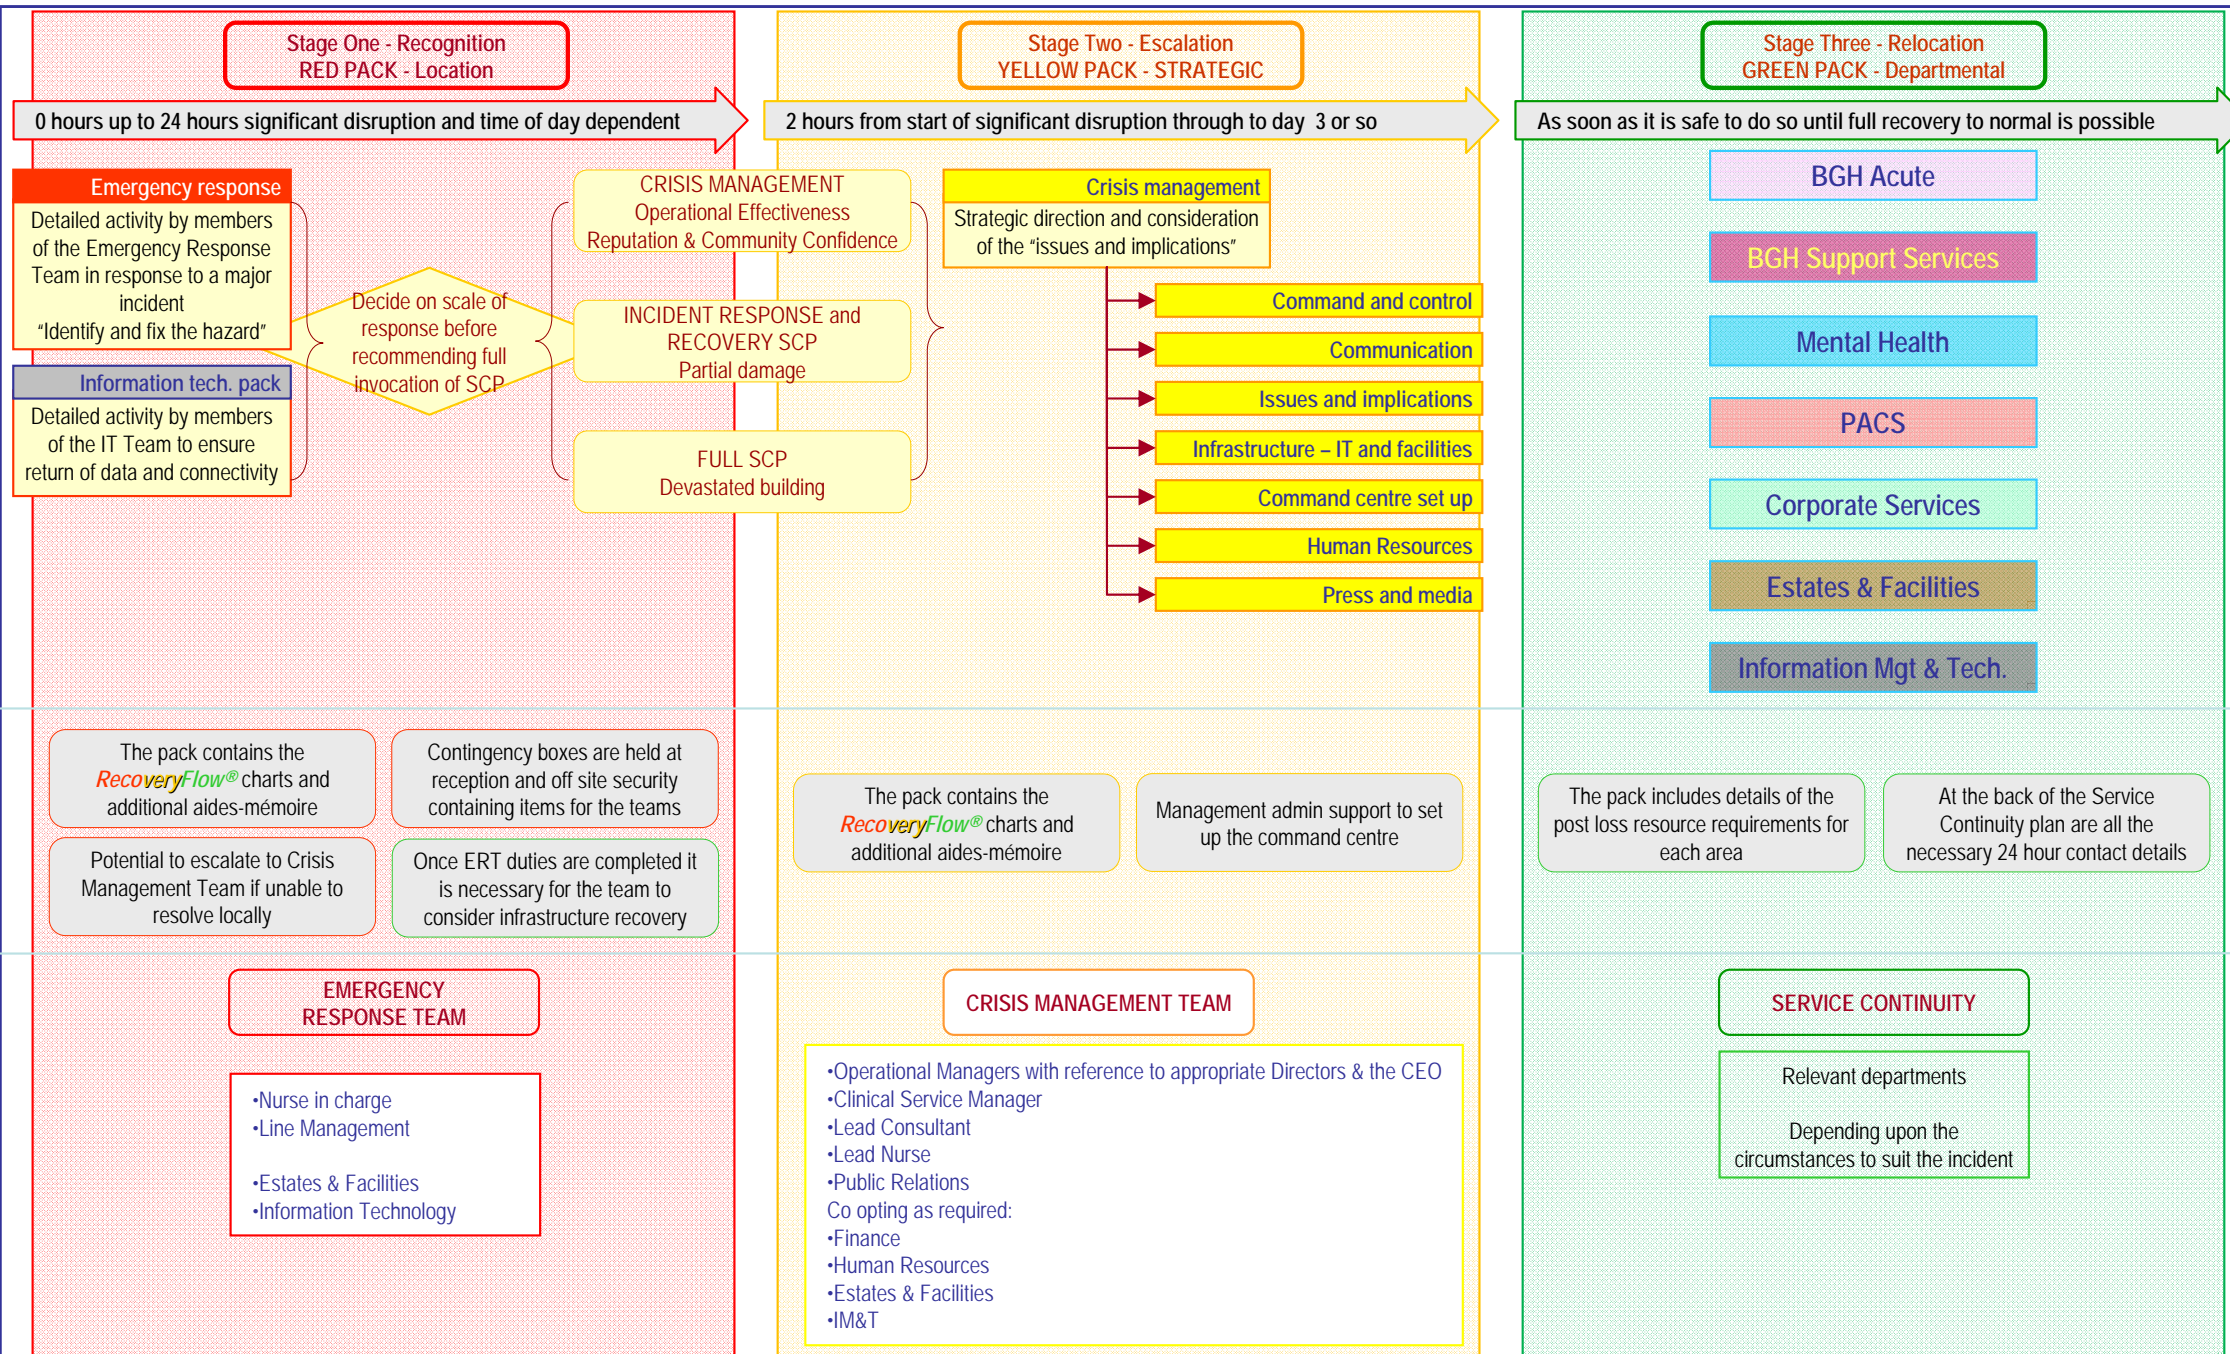 Stage One - Recognition
RED PACK - Location
0 hours up to 24 hours significant disruption and time of day dependent
Emergency response
Detailed activity by members
of the Emergency Response
Team in response to a major
incident
“Identify and fix the hazard”
Information tech. pack
Detailed activity by members
of the IT Team to ensure
return of data and connectivity
Decide on scale of
response before
recommending full
invocation of SCP
CRISIS MANAGEMENT
Operational Effectiveness
Reputation & Community Confidence
INCIDENT RESPONSE and
RECOVERY SCP
Partial damage
FULL SCP
Devastated building
Stage Two - Escalation
YELLOW PACK - STRATEGIC
2 hours from start of significant disruption through to day 3 or so
Crisis management
Strategic direction and consideration
of the “issues and implications”
Command and control
Communication
Issues and implications
Infrastructure – IT and facilities
Command centre set up
Human Resources
Press and media
Stage Three - Relocation
GREEN PACK - Departmental
As soon as it is safe to do so until full recovery to normal is possible
BGH Acute
BGH Support Services
Mental Health
PACS
Corporate Services
Estates & Facilities
Information Mgt & Tech.
The pack contains the
RecoveryFlow® charts and
additional aides-mémoire
Contingency boxes are held at
reception and off site security
containing items for the teams
Potential to escalate to Crisis
Management Team if unable to
resolve locally
Once ERT duties are completed it
is necessary for the team to
consider infrastructure recovery
The pack contains the
RecoveryFlow® charts and
additional aides-mémoire
Management admin support to set
up the command centre
The pack includes details of the
post loss resource requirements for
each area
At the back of the Service
Continuity plan are all the
necessary 24 hour contact details
EMERGENCY
RESPONSE TEAM
•Nurse in charge
•Line Management
•Estates & Facilities
•Information Technology
CRISIS MANAGEMENT TEAM
•Operational Managers with reference to appropriate Directors & the CEO
•Clinical Service Manager
•Lead Consultant
•Lead Nurse
•Public Relations
Co opting as required:
•Finance
•Human Resources
•Estates & Facilities
•IM&T
SERVICE CONTINUITY
Relevant departments
Depending upon the
circumstances to suit the incident